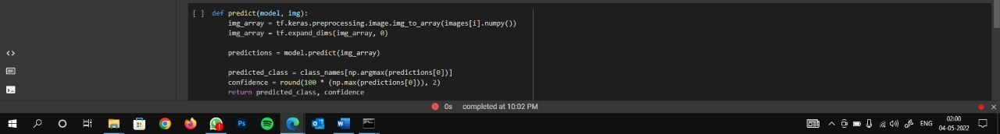 [ ] def predict(model, img):
img_array = tf.keras.preprocessing.image.img_to_array(images[i].numpy())
img_array = tf.expand_dims(img_array, 0)
predictions = model.predict(img_array)
predicted_class = class_names[np.argmax(predictions[0])]
confidence = round(100 * (np.max(predictions[0])), 2)
return predicted_class, confidence
0s completed at 10:02 PM
Ps
ENG
02:00
04-05-2022